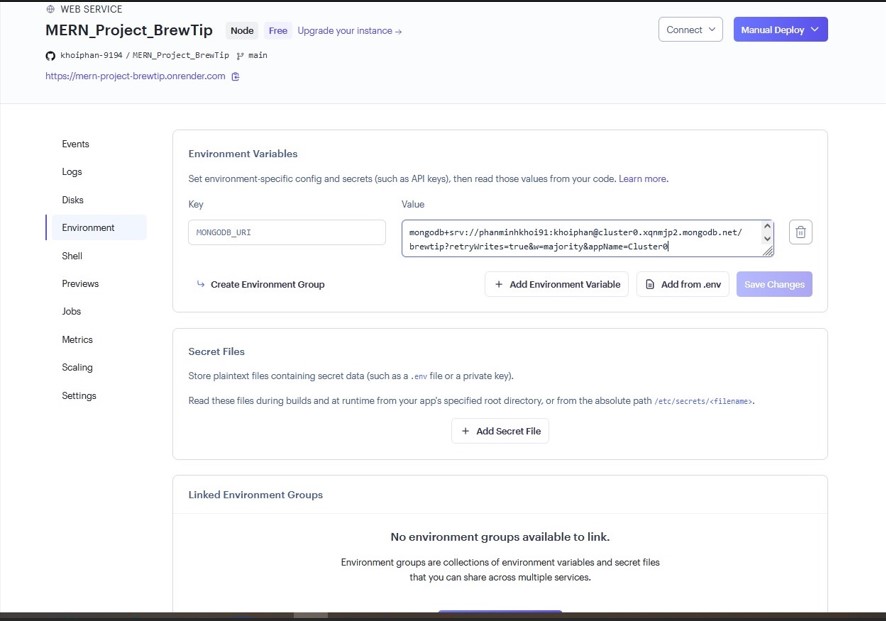 WEB SERVICE
MERN_Project_BrewTip Node Free Upgrade your instance →
Connect Manual Deploy
khoiphan-9194 / MERN_Project_BrewTip main
https://mern-project-brewtip.onrender.com
Events
Logs
Disks
Environment
Shell
Previews
Jobs
Metrics
Scaling
Settings
Environment Variables
Set environment-specific config and secrets (such as API keys), then read those values from your code. Learn more.
Key Value
MONGODB_URI
mongodb+srv://phanminhkhoi91:khoiphan@cluster0.xqnmjp2.mongodb.net/
brewtip?retryWrites=true&w=majority&appName=Cluster0
Create Environment Group + Add Environment Variable Add from .env Save Changes
Secret Files
Store plaintext files containing secret data (such as a .env file or a private key).
Read these files during builds and at runtime from your app's specified root directory, or from the absolute path /etc/secrets/<filename>.
+ Add Secret File
Linked Environment Groups
No environment groups available to link.
Environment groups are collections of environment variables and secret files
that you can share across multiple services.